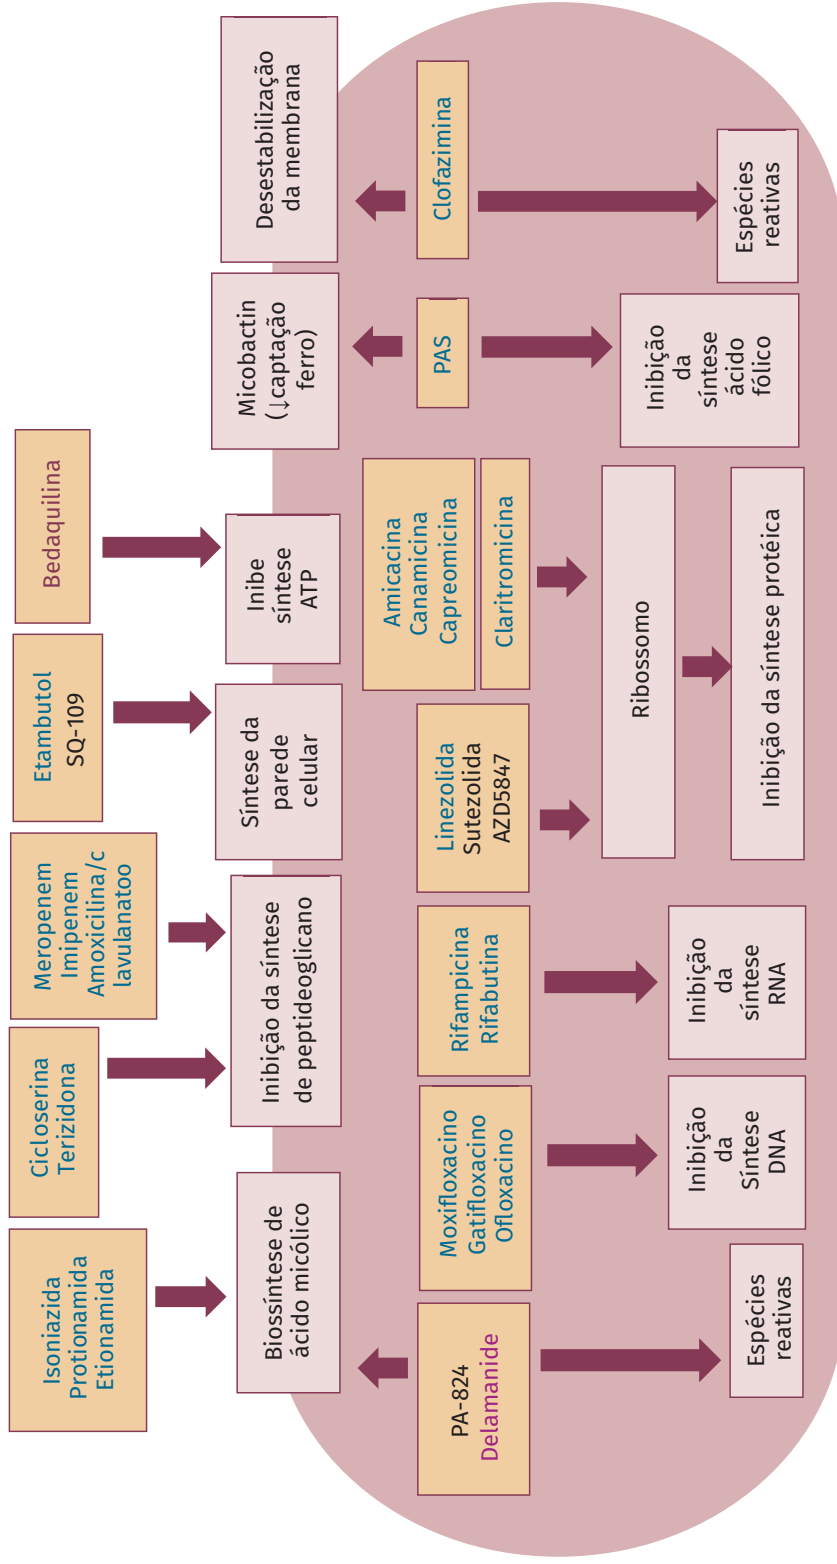 Isoniazida
Protionamida
Etionamida
Cicloserina
Terizidona
Meropenem
Imipenem
Amoxicilina/c
lavulanatoo
Etambutol
SQ-109
Bedaquilina
Biossíntese de
ácido micólico
Inibição da síntese
de peptideoglicano
Síntese da
parede
celular
Inibe
síntese
ATP
Micobactin
(↓captação
ferro)
Desestabilização
da membrana
PA-824
Delamanide
Moxifloxacino
Gatifloxacino
Ofloxacino
Rifampicina
Rifabutina
Linezolida
Sutezolida
AZD5847
Amicacina
Canamicina
Capreomicina
Claritromicina
PAS
Clofazimina
Espécies
reativas
Inibição
da
Síntese
DNA
Inibição
da
síntese
RNA
Ribossomo
Inibição da síntese protéica
Inibição
da
síntese
ácido
fólico
Espécies
reativas